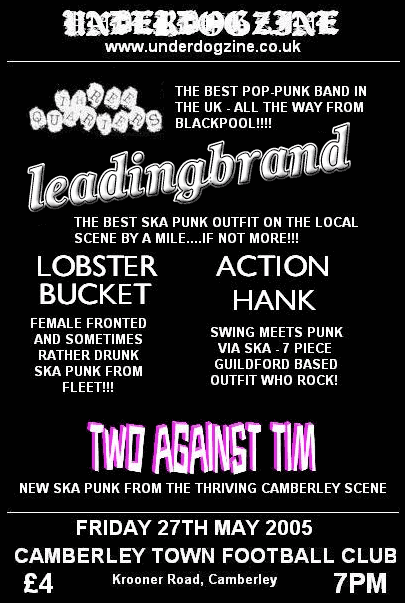 UNDERDOGZINE
www.underdogzine.co.uk
THREE
QUARTERS
THE BEST POP-PUNK BAND IN
THE UK - ALL THE WAY FROM
BLACKPOOL!!!!
leadingbrand
THE BEST SKA PUNK OUTFIT ON THE LOCAL
SCENE BY A MILE....IF NOT MORE!!!
LOBSTER
BUCKET
FEMALE FRONTED
AND SOMETIMES
RATHER DRUNK
SKA PUNK FROM
FLEET!!!
ACTION
HANK
SWING MEETS PUNK
VIA SKA - 7 PIECE
GUILDFORD BASED
OUTFIT WHO ROCK!
TWO AGAINST TIM
NEW SKA PUNK FROM THE THRIVING CAMBERLEY SCENE
FRIDAY 27TH MAY 2005
CAMBERLEY TOWN FOOTBALL CLUB
£4 Krooner Road, Camberley 7PM